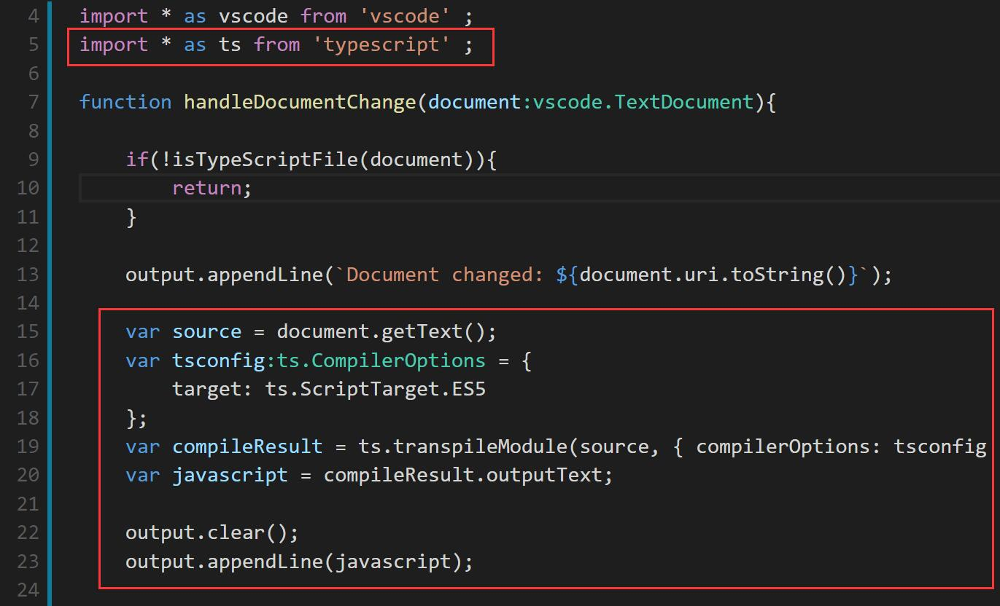 4 import * as vscode from 'vscode' ;
5 import * as ts from 'typescript' ;
6
7 function handleDocumentChange(document:vscode.TextDocument){
8
9     if(!isTypeScriptFile(document)){
10         return;
11     }
12
13     output.appendLine(`Document changed: ${document.uri.toString()}`);
14
15     var source = document.getText();
16     var tsconfig:ts.CompilerOptions = {
17         target: ts.ScriptTarget.ES5
18     };
19     var compileResult = ts.transpileModule(source, { compilerOptions: tsconfig
20     var javascript = compileResult.outputText;
21
22     output.clear();
23     output.appendLine(javascript);
24